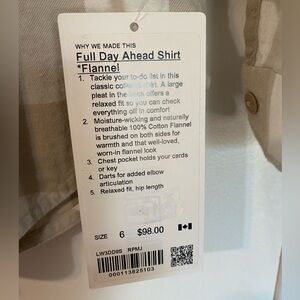 WHY WE MADE THIS
Full Day Ahead Shirt
*Flannel
1. Tackle your to-do list in this
classic collared shirt. A large
pleat in the back offers a
relaxed fit so you can check
everything off in comfort
2. Moisture-wicking and naturally
breathable 100% Cotton Flannel
is brushed on both sides for
warmth and that well-loved,
worn-in flannel look
3. Chest pocket holds your cards
or key
4. Darts for added elbow
articulation
5. Relaxed fit, hip length
SIZE 6 $98.00
LW3DD9S RPMJ
000113825103